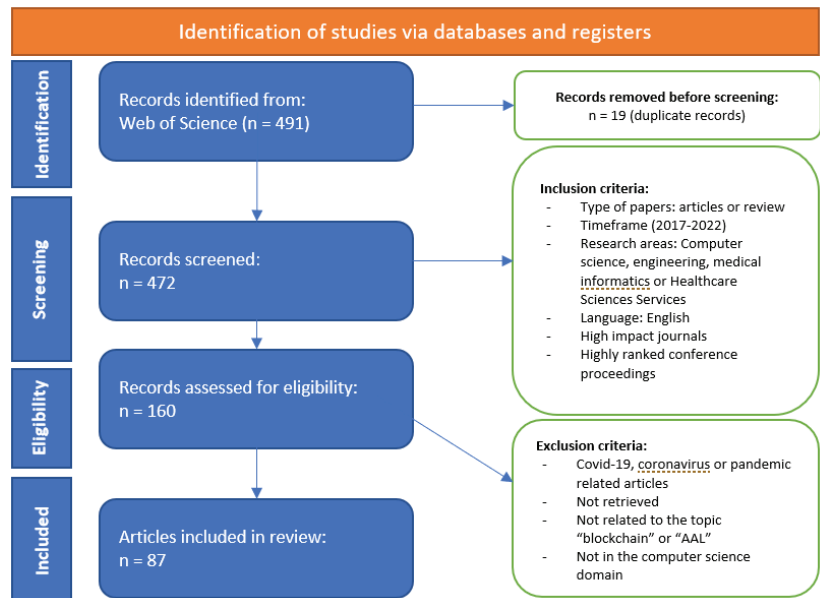 Identification of studies via databases and registers
Identification
Records identified from:
Web of Science (n = 491)
Records removed before screening:
n = 19 (duplicate records)
Screening
Records screened:
n = 472
Inclusion criteria:
- Type of papers: articles or review
- Timeframe (2017-2022)
- Research areas: Computer
science, engineering, medical
informatics or Healthcare
Sciences Services
- Language: English
- High impact journals
- Highly ranked conference
proceedings
Eligibility
Records assessed for eligibility:
n = 160
Exclusion criteria:
- Covid-19, coronavirus or pandemic
related articles
- Not retrieved
- Not related to the topic
“blockchain” or “AAL”
- Not in the computer science
domain
Included
Articles included in review:
n = 87